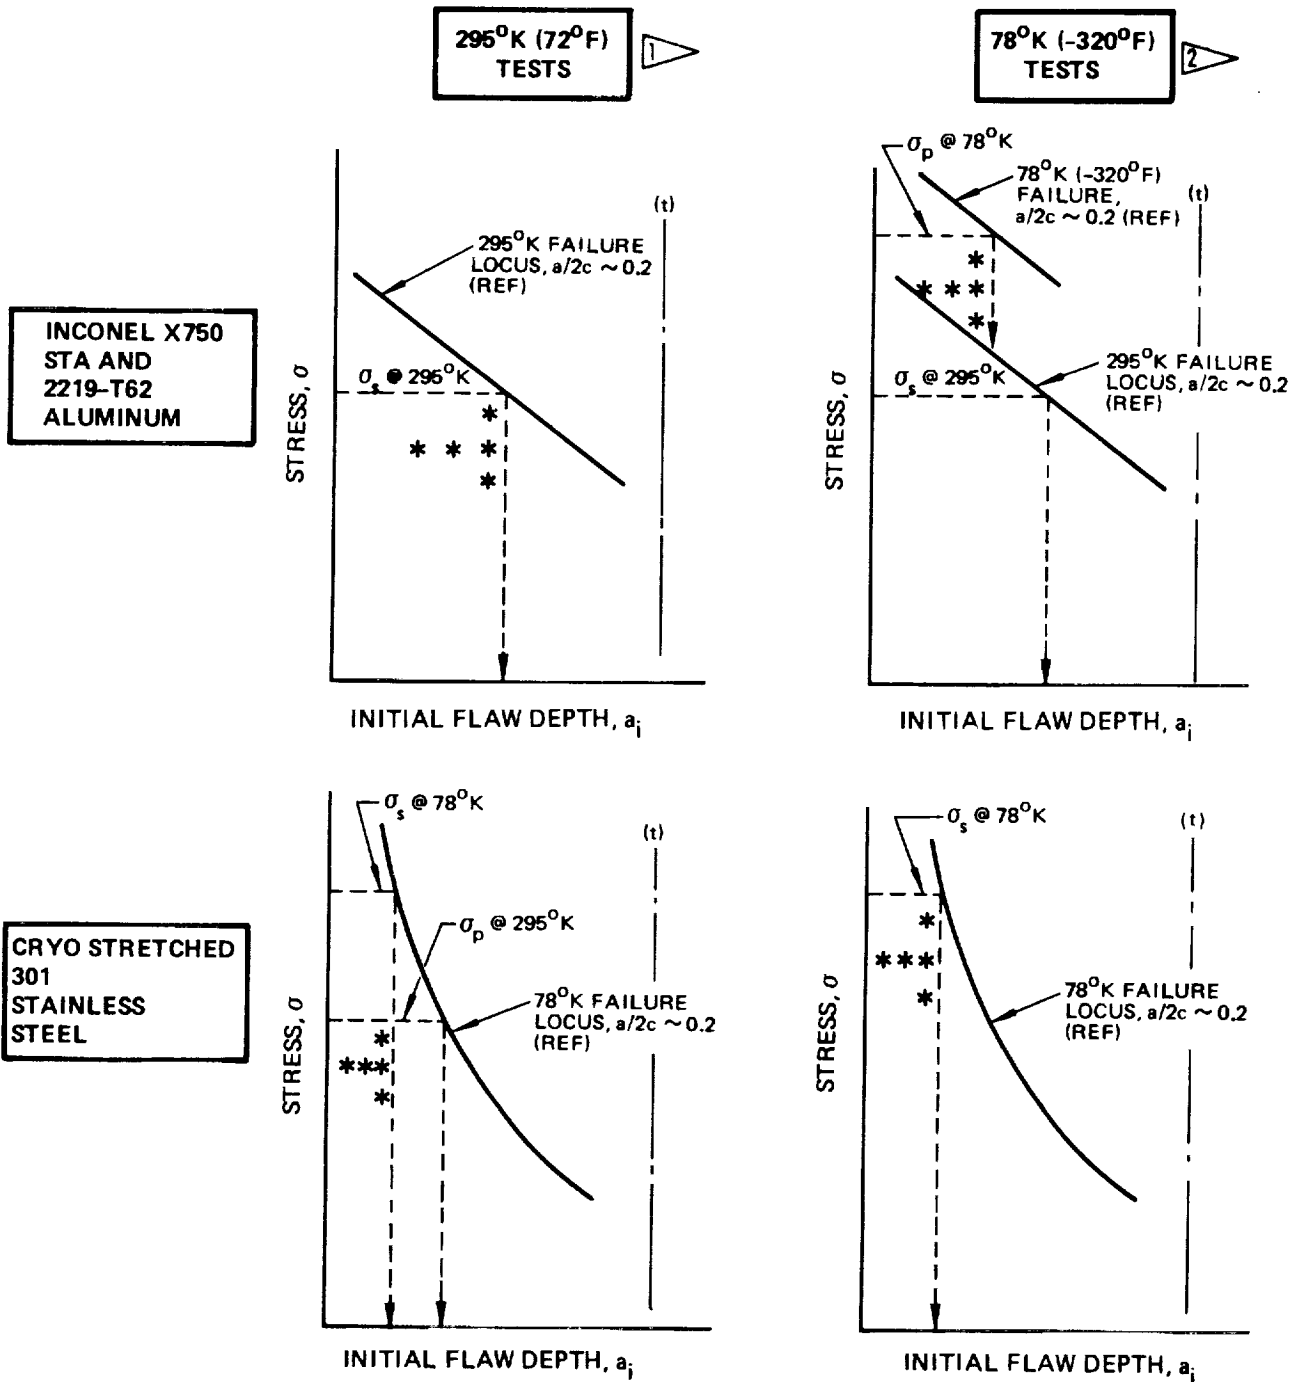 295°K (72°F)
TESTS
1
78°K (-320°F)
TESTS
2
INCONEL X750
STA AND
2219-T62
ALUMINUM
STRESS, σ
295°K FAILURE
LOCUS, a/2c ~ 0.2
(REF)
(t)
σs @ 295°K
* 
* * *
*
INITIAL FLAW DEPTH, ai
STRESS, σ
σp @ 78°K
78°K (-320°F)
FAILURE,
a/2c ~ 0.2 (REF)
(t)
*
* * *
*
σs @ 295°K
295°K FAILURE
LOCUS, a/2c ~ 0.2
(REF)
INITIAL FLAW DEPTH, ai
CRYO STRETCHED
301
STAINLESS
STEEL
STRESS, σ
σs @ 78°K
(t)
σp @ 295°K
78°K FAILURE
LOCUS, a/2c ~ 0.2
(REF)
*
***
*
INITIAL FLAW DEPTH, ai
STRESS, σ
σs @ 78°K
(t)
*
***
*
78°K FAILURE
LOCUS, a/2c ~ 0.2
(REF)
INITIAL FLAW DEPTH, ai